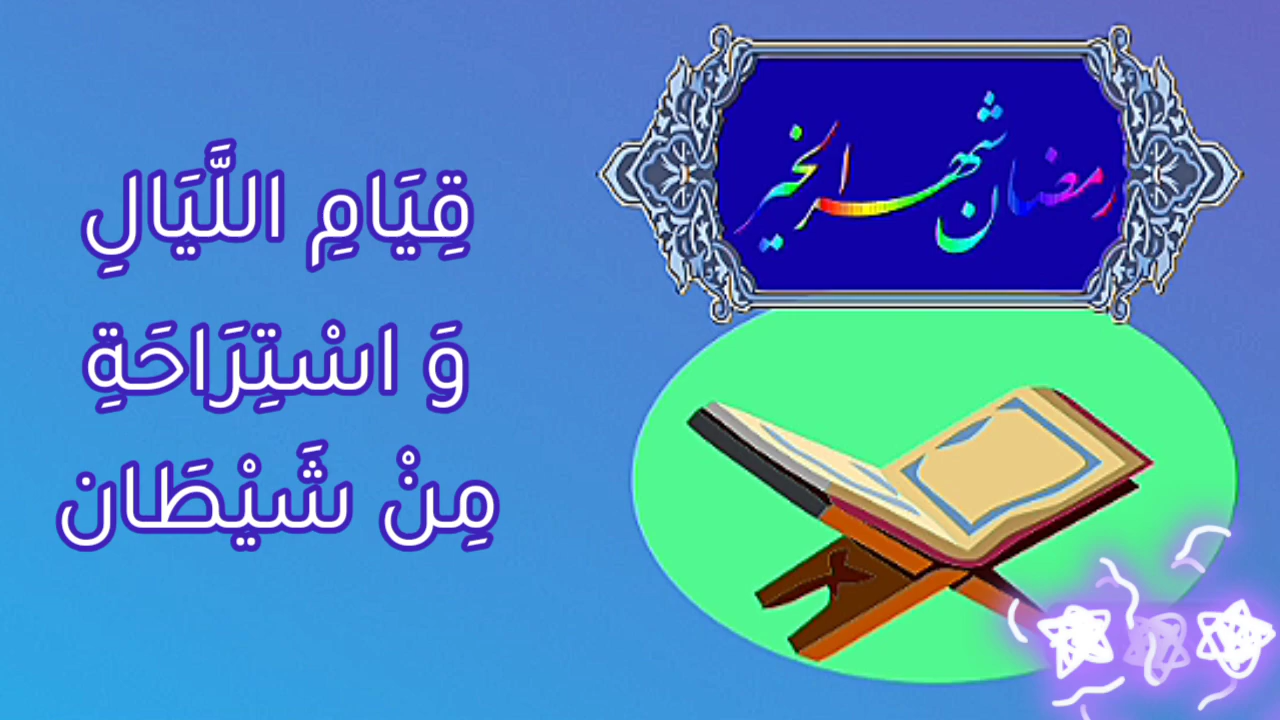 رمضان شهر الخير
قِيَامِ اللَّيَالِ
وَ اسْتِرَاحَةِ
مِنْ شَيْطَان